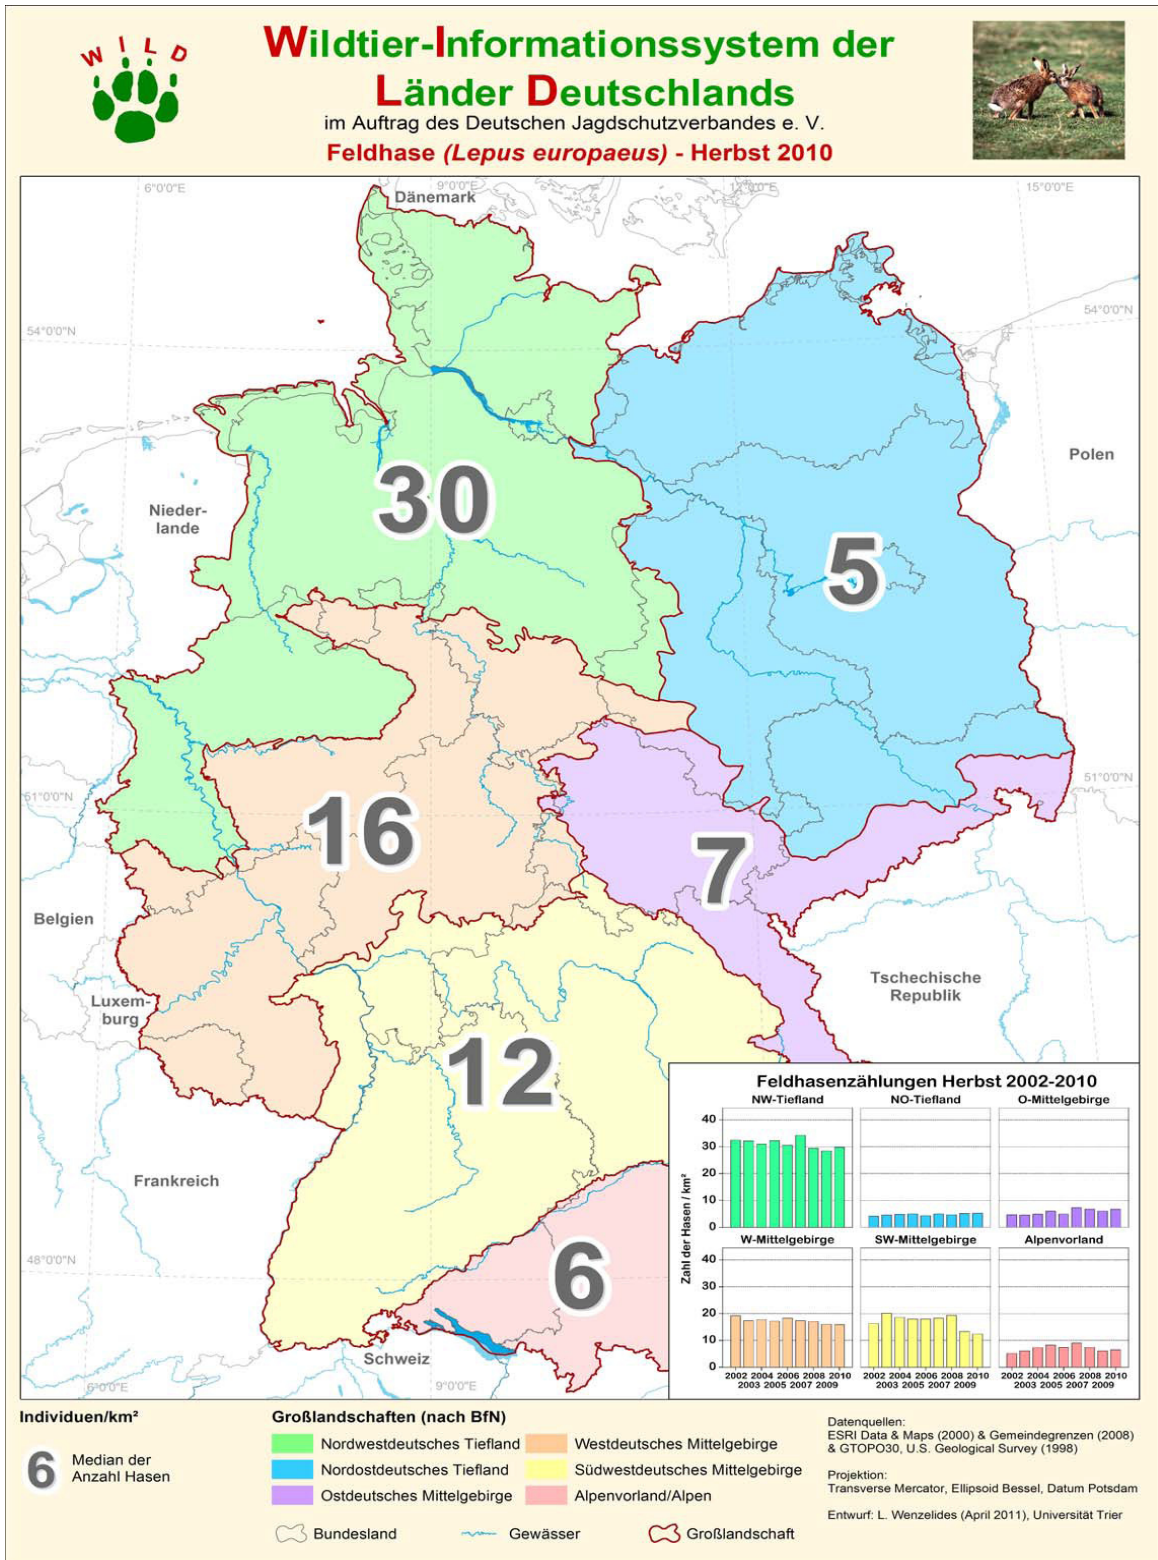 W I L D
Wildtier-Informationssystem der
Länder Deutschlands
im Auftrag des Deutschen Jagdschutzverbandes e. V.
Feldhase (Lepus europaeus) - Herbst 2010
6°0'0"E
9°0'0"E
15°0'0"E
Dänemark
54°0'0"N
54°0'0"N
Polen
Nieder-
lande
30
5
51°0'0"N
51°0'0"N
16
7
Belgien
Luxem-
burg
Tschechische
Republik
12
Frankreich
48°0'0"N
6
Schweiz
6°0'0"E
9°0'0"E
Feldhasenzählungen Herbst 2002-2010
NW-Tiefland
NO-Tiefland
O-Mittelgebirge
40
30
20
10
0
Zahl der Hasen / km²
W-Mittelgebirge
SW-Mittelgebirge
Alpenvorland
40
30
20
10
0
2002 2004 2006 2008 2010
2003 2005 2007 2009
2002 2004 2006 2008 2010
2003 2005 2007 2009
2002 2004 2006 2008 2010
2003 2005 2007 2009
Individuen/km²
6
Median der
Anzahl Hasen
Großlandschaften (nach BfN)
Nordwestdeutsches Tiefland
Westdeutsches Mittelgebirge
Nordostdeutsches Tiefland
Südwestdeutsches Mittelgebirge
Ostdeutsches Mittelgebirge
Alpenvorland/Alpen
Bundesland
Gewässer
Großlandschaft
Datenquellen:
ESRI Data & Maps (2000) & Gemeindegrenzen (2008)
& GTOPO30, U.S. Geological Survey (1998)
Projektion:
Transverse Mercator, Ellipsoid Bessel, Datum Potsdam
Entwurf: L. Wenzelides (April 2011), Universität Trier